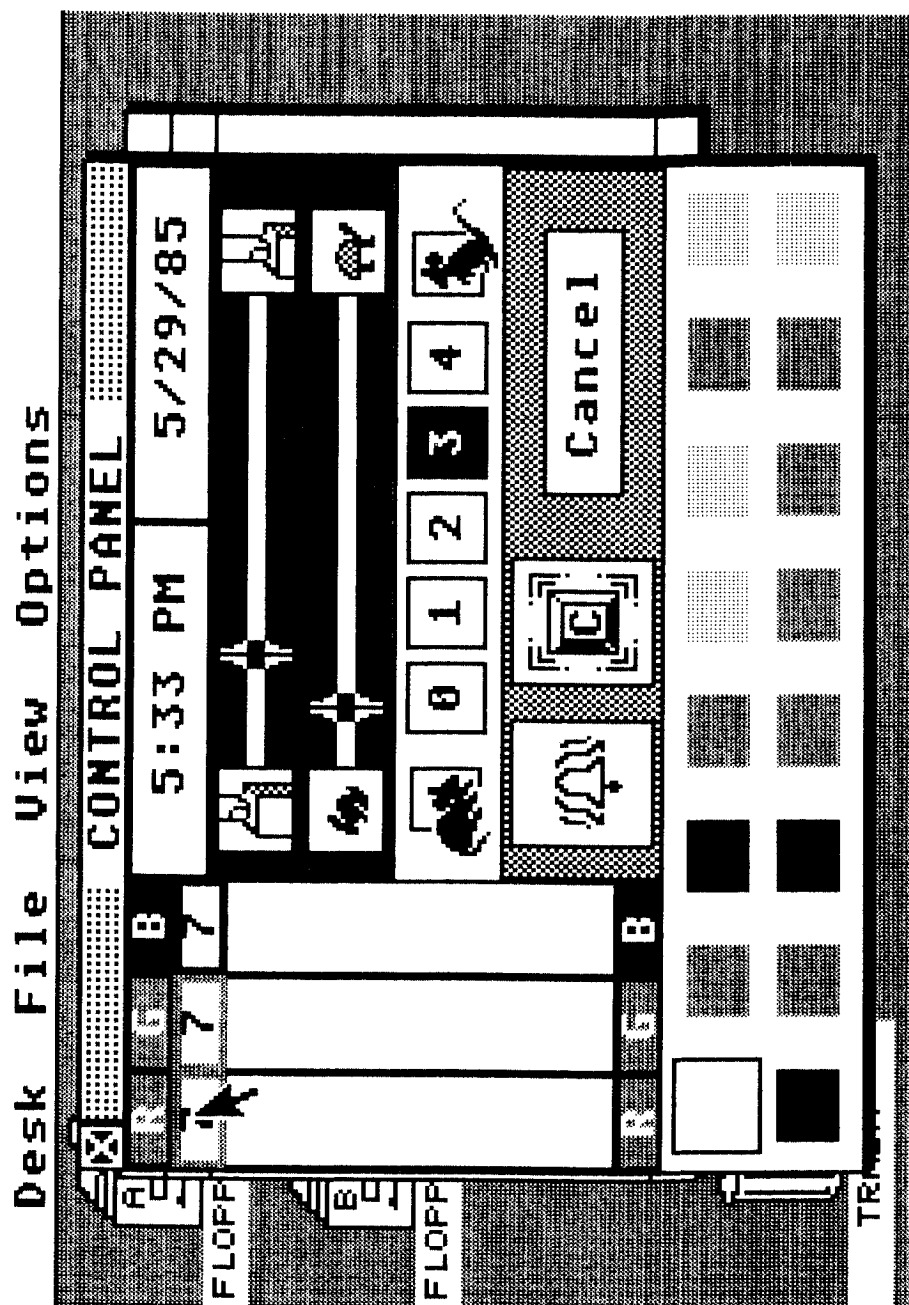 Desk File View Options
CONTROL PANEL
R G B 5:33 PM 5/29/85
7 7
0 1 2 3 4
C Cancel
R G B
A
FLOPP
B
FLOPP